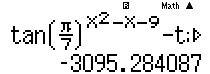 R Math ▲
tan(π/7)^x²-x-9 -t:▷
-3095.284087